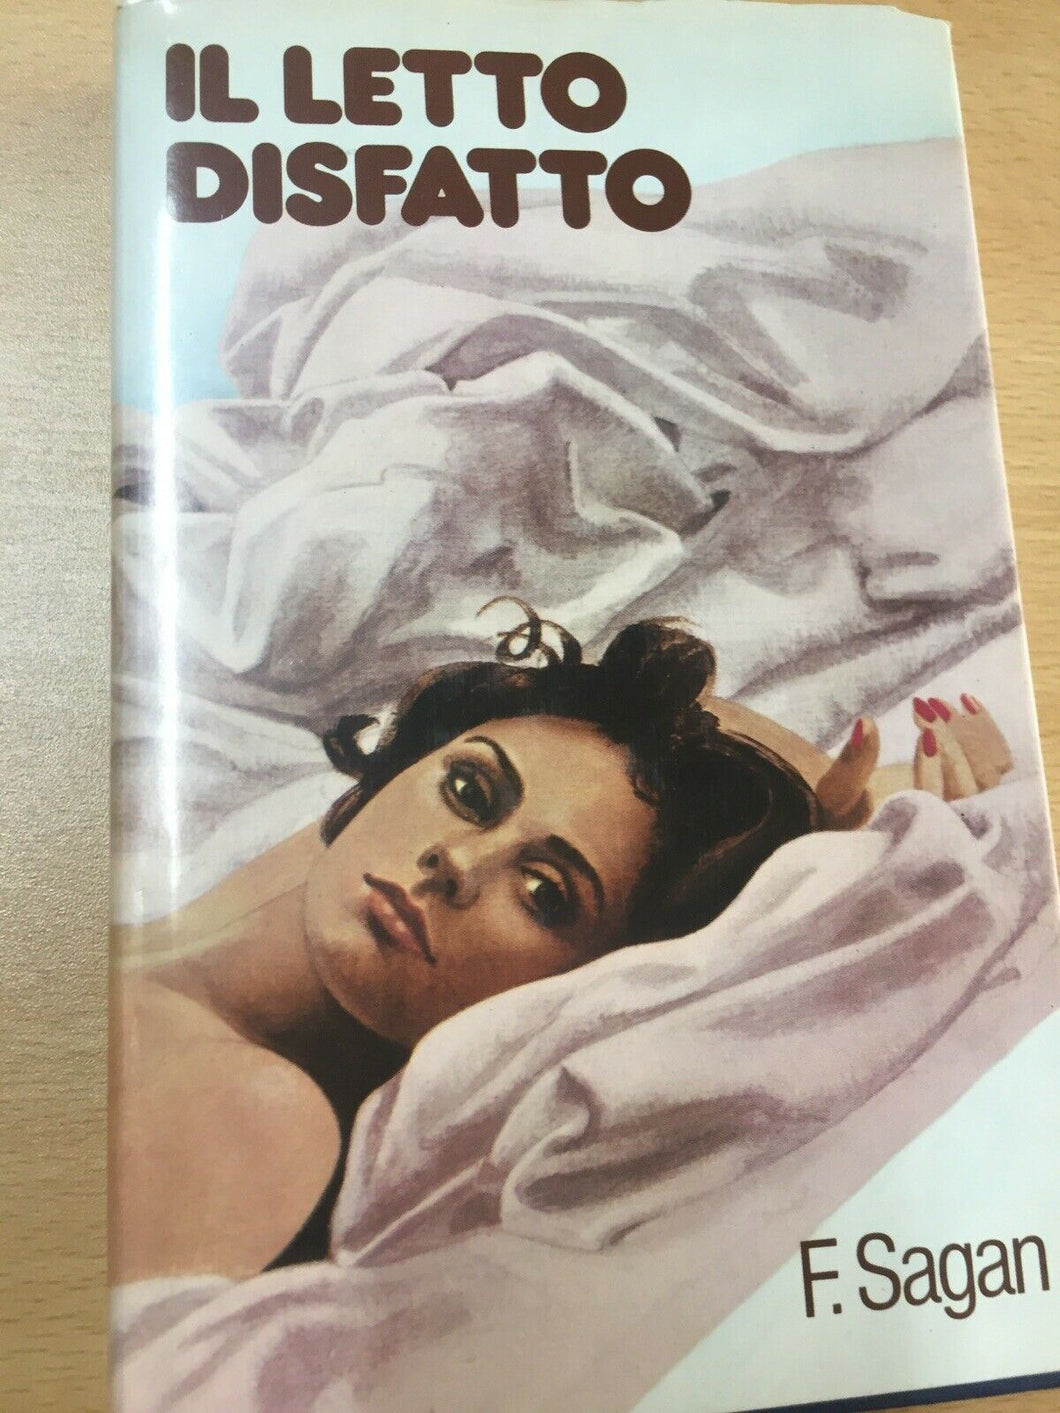 IL LETTO
DISFATTO
F. Sagan